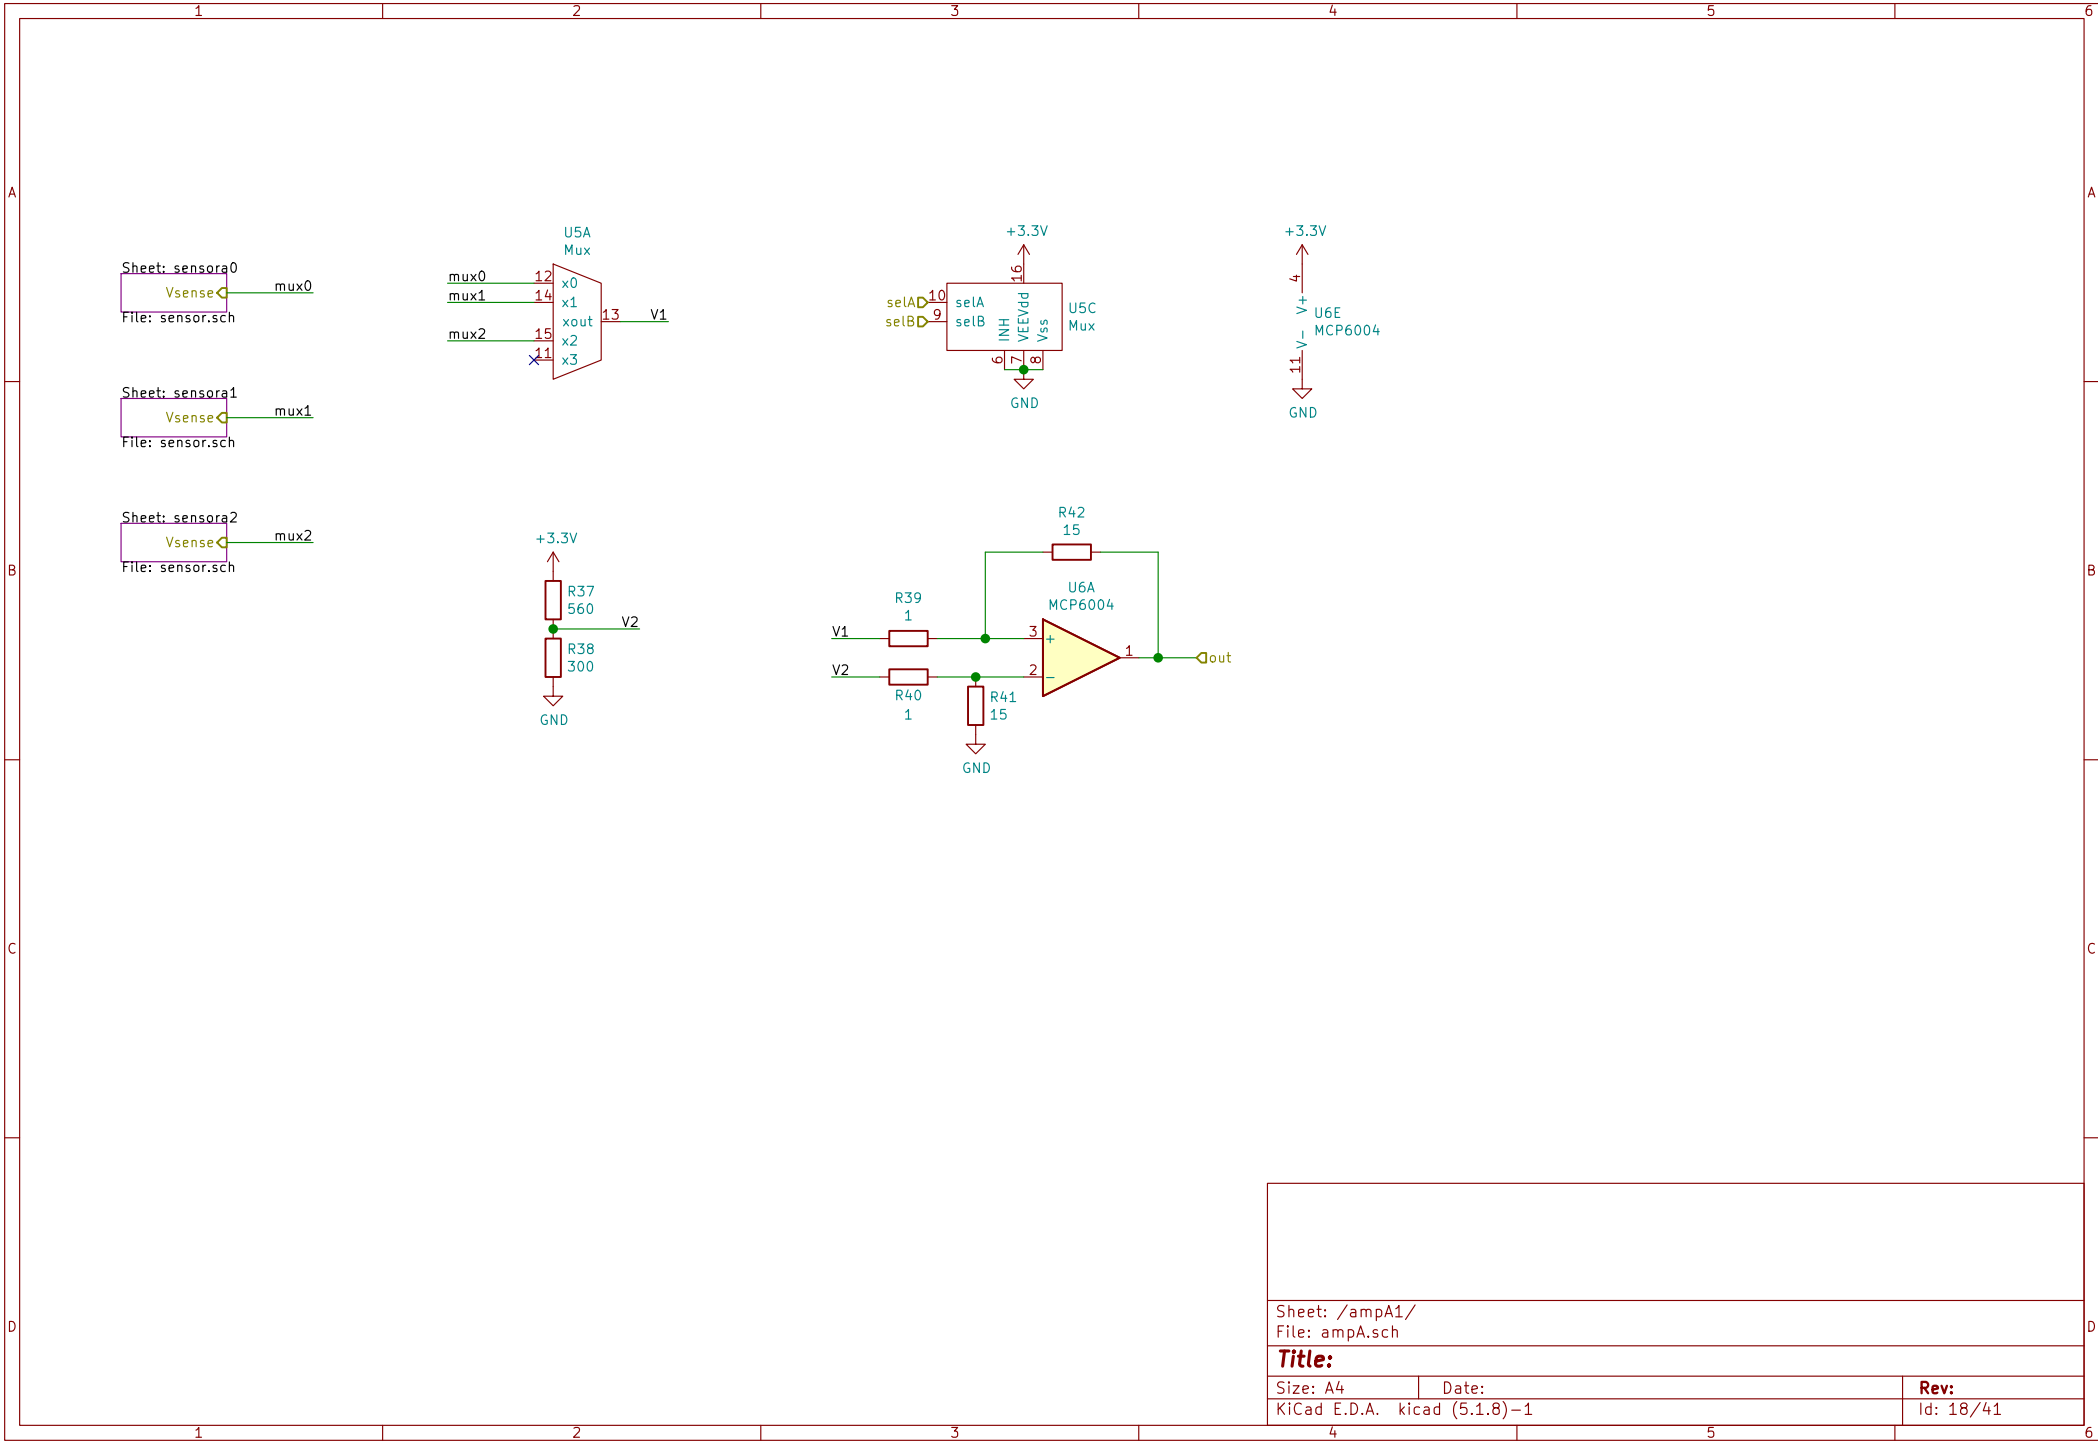 1 2 3 4 5 6
A A
B B
C C
D D
Sheet: sensora0
Vsense
mux0
File: sensor.sch
Sheet: sensora1
Vsense
mux1
File: sensor.sch
Sheet: sensora2
Vsense
mux2
File: sensor.sch
U5A
Mux
mux0 12 x0
mux1 14 x1
xout 13 V1
mux2 15 x2
11 x3
+3.3V
16
selA 10 selA
selB 9 selB
INH VEE Vdd Vss
6 7 8
U5C
Mux
GND
+3.3V
4
V+
U6E
MCP6004
V-
11
GND
+3.3V
R37
560
V2
R38
300
GND
R42
15
U6A
MCP6004
R39
1
V1 3 +
1 out
V2 2 -
R40
1
R41
15
GND
Sheet: /ampA1/
File: ampA.sch
Title:
Size: A4 Date: Rev:
KiCad E.D.A. kicad (5.1.8)-1 Id: 18/41
1 2 3 4 5 6